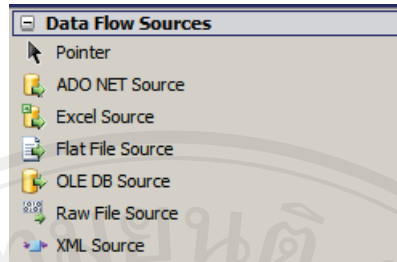 Data Flow Sources
Pointer
ADO NET Source
Excel Source
Flat File Source
OLE DB Source
Raw File Source
XML Source